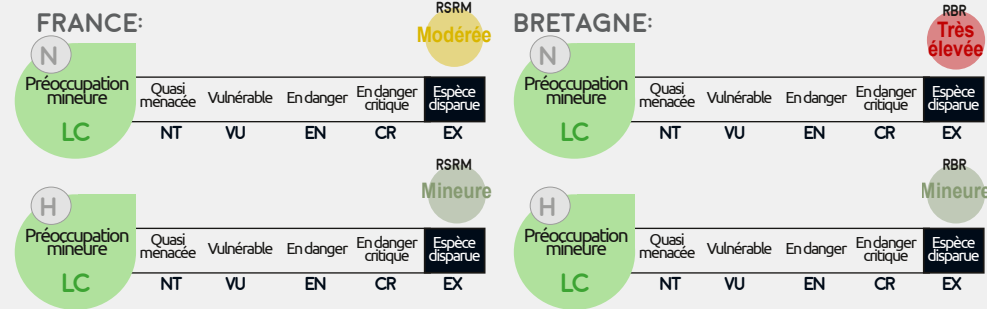 FRANCE:
RSRM
Modérée
N
Préoccupation
mineure
LC
Quasi
menacée
Vulnérable
En danger
En danger
critique
Espèce
disparue
NT VU EN CR EX
BRETAGNE:
RBR
Très
élevée
N
Préoccupation
mineure
LC
Quasi
menacée
Vulnérable
En danger
En danger
critique
Espèce
disparue
NT VU EN CR EX
RSRM
Mineure
H
Préoccupation
mineure
LC
Quasi
menacée
Vulnérable
En danger
En danger
critique
Espèce
disparue
NT VU EN CR EX
RBR
Mineure
H
Préoccupation
mineure
LC
Quasi
menacée
Vulnérable
En danger
En danger
critique
Espèce
disparue
NT VU EN CR EX